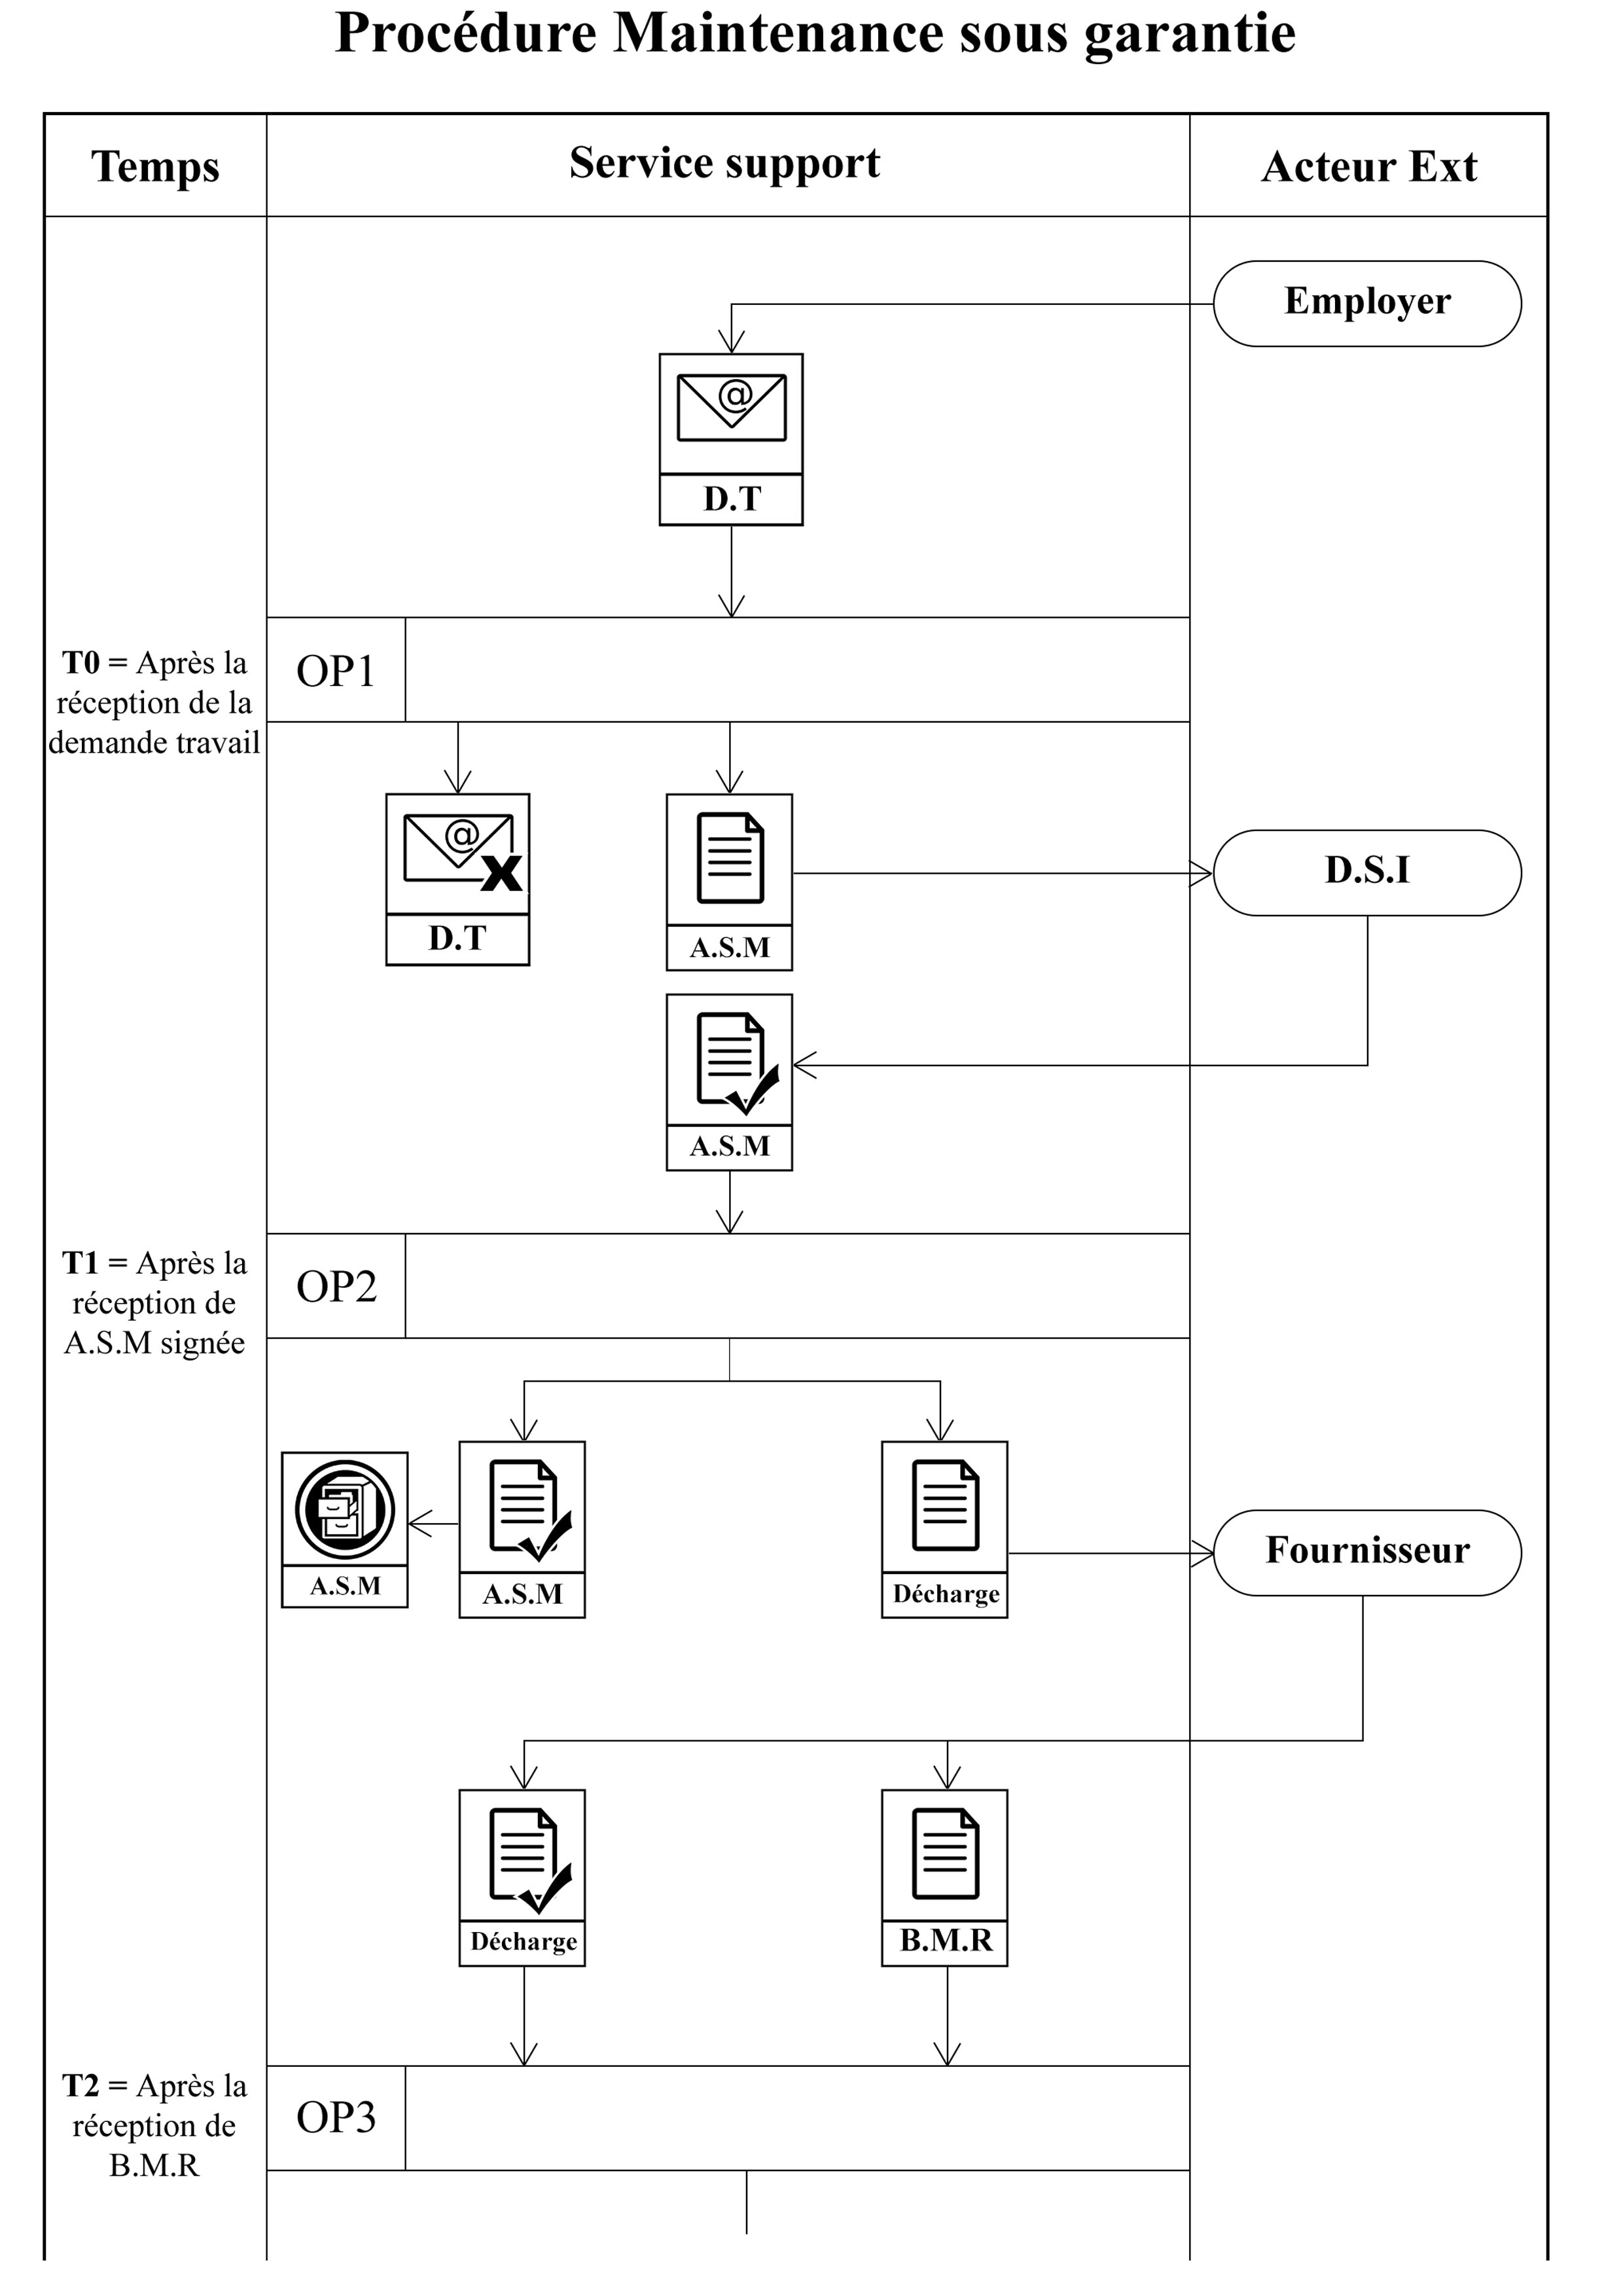 Procédure Maintenance sous garantie
Temps
Service support
Acteur Ext
Employer
@
D.T
T0 = Après la
réception de la
demande travail
OP1
@
D.T
A.S.M
D.S.I
A.S.M
T1 = Après la
réception de
A.S.M signée
OP2
A.S.M
A.S.M
Décharge
Fournisseur
Décharge
B.M.R
T2 = Après la
réception de
B.M.R
OP3